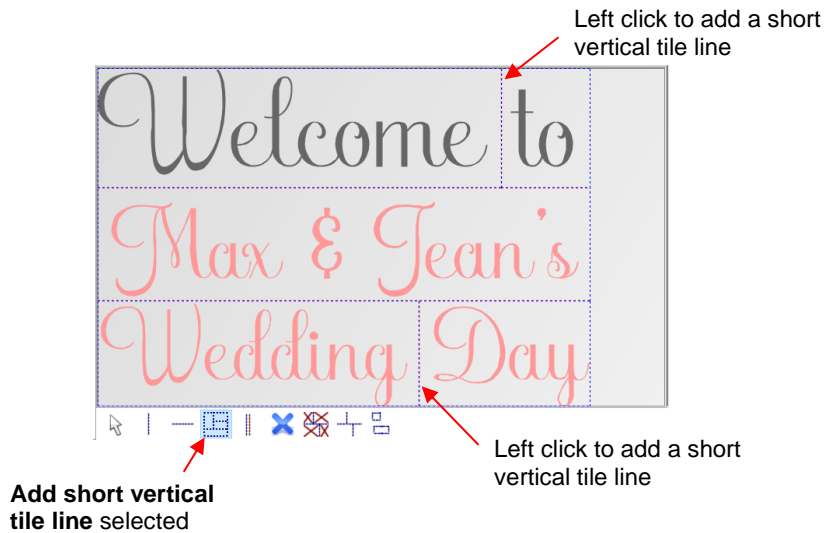 Left click to add a short
vertical tile line
Welcome to
Max & Jean's
Wedding Day
Left click to add a short
vertical tile line
Add short vertical
tile line selected